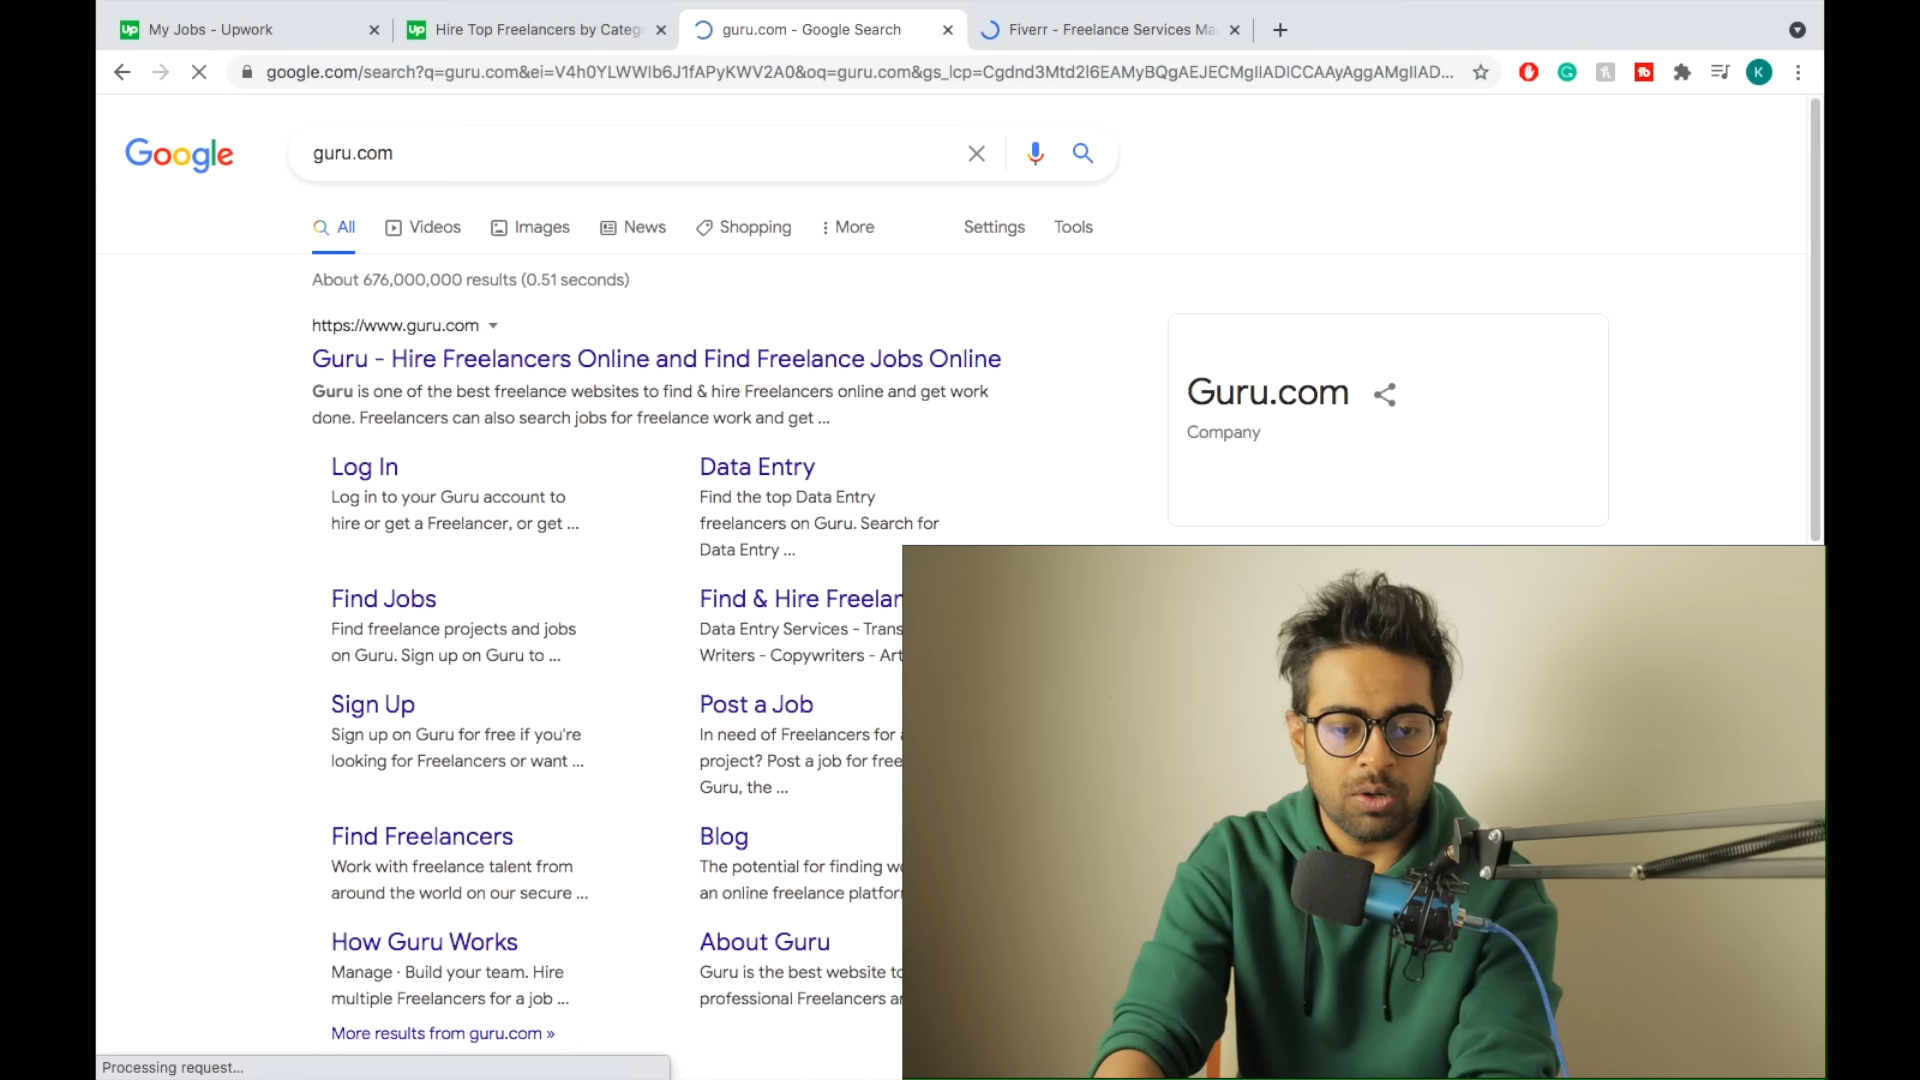 My Jobs - Upwork
Hire Top Freelancers by Categ
guru.com - Google Search
Fiverr - Freelance Services Ma
google.com/search?q=guru.com&ei=V4h0YLWWIb6J1fAPyKWV2A0&oq=guru.com&gs_lcp=Cgdnd3Mtd2l6EAMyBQgAEJECMgIIADICCAAyAggAMgIIAD...
K
Google
guru.com
All
Videos
Images
News
Shopping
More
Settings
Tools
About 676,000,000 results (0.51 seconds)
https://www.guru.com
Guru - Hire Freelancers Online and Find Freelance Jobs Online
Guru is one of the best freelance websites to find & hire Freelancers online and get work
done. Freelancers can also search jobs for freelance work and get ...
Guru.com
Company
Log In
Log in to your Guru account to
hire or get a Freelancer, or get ...
Data Entry
Find the top Data Entry
freelancers on Guru. Search for
Data Entry ...
Find Jobs
Find freelance projects and jobs
on Guru. Sign up on Guru to ...
Find & Hire Freelan
Data Entry Services - Trans
Writers - Copywriters - Art
Sign Up
Sign up on Guru for free if you're
looking for Freelancers or want ...
Post a Job
In need of Freelancers for a
project? Post a job for free
Guru, the ...
Find Freelancers
Work with freelance talent from
around the world on our secure ...
Blog
The potential for finding wo
an online freelance platfor
How Guru Works
Manage · Build your team. Hire
multiple Freelancers for a job ...
About Guru
Guru is the best website to
professional Freelancers a
More results from guru.com »
Processing request...